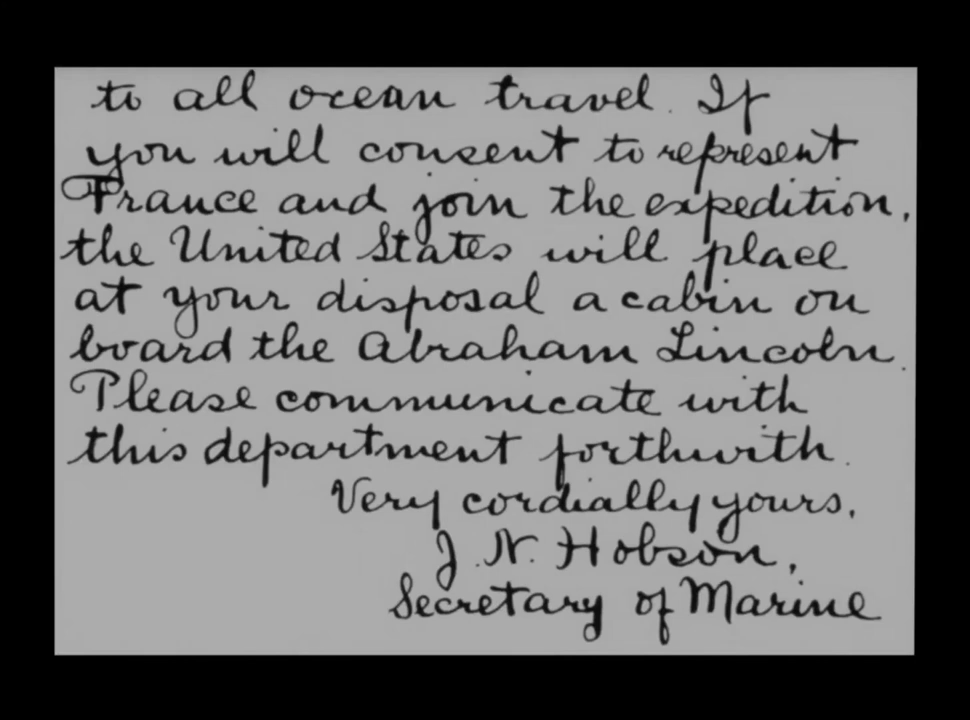 to all ocean travel. If
you will consent to represent
France and join the expedition,
the United States will place
at your disposal a cabin on
board the Abraham Lincoln.
Please communicate with
this department forthwith.
Very cordially yours,
J. N. Hobson,
Secretary of Marine